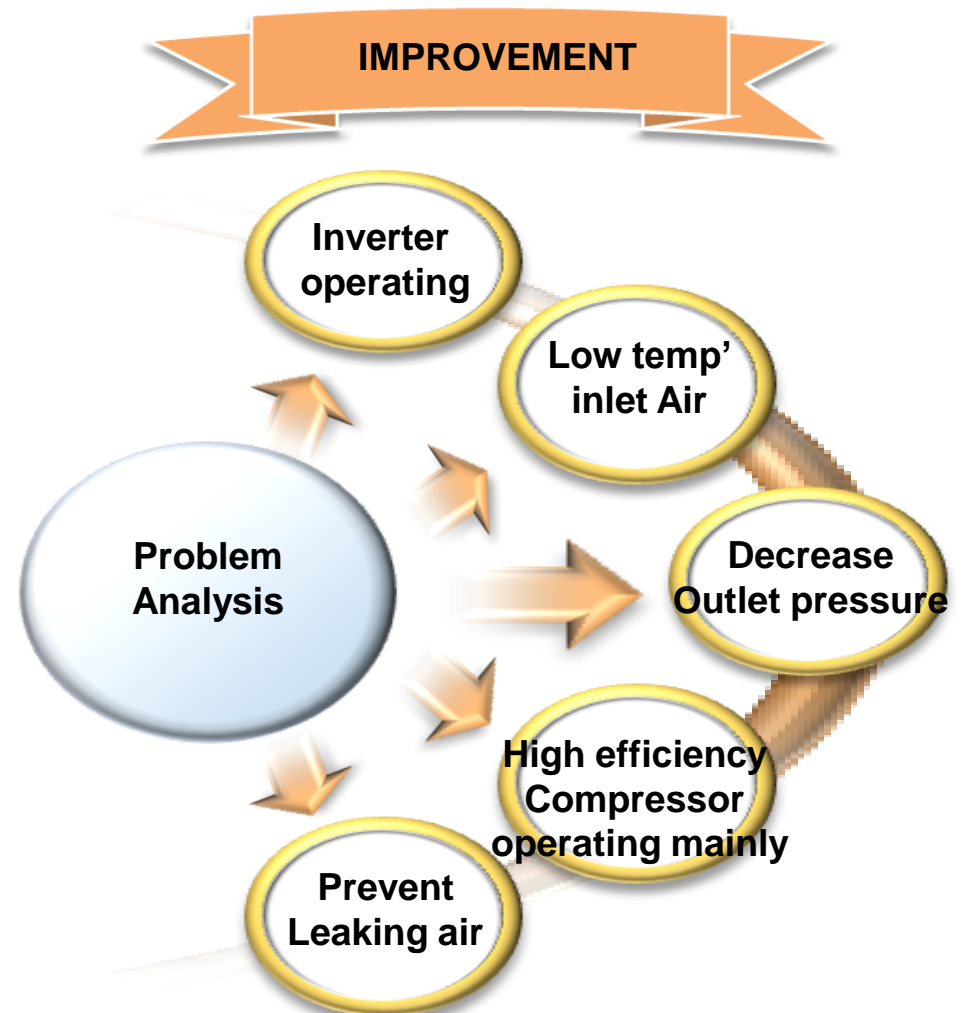 IMPROVEMENT
Inverter
operating
Low temp’
inlet Air
Problem
Analysis
Decrease
Outlet pressure
High efficiency
Compressor
operating mainly
Prevent
Leaking air